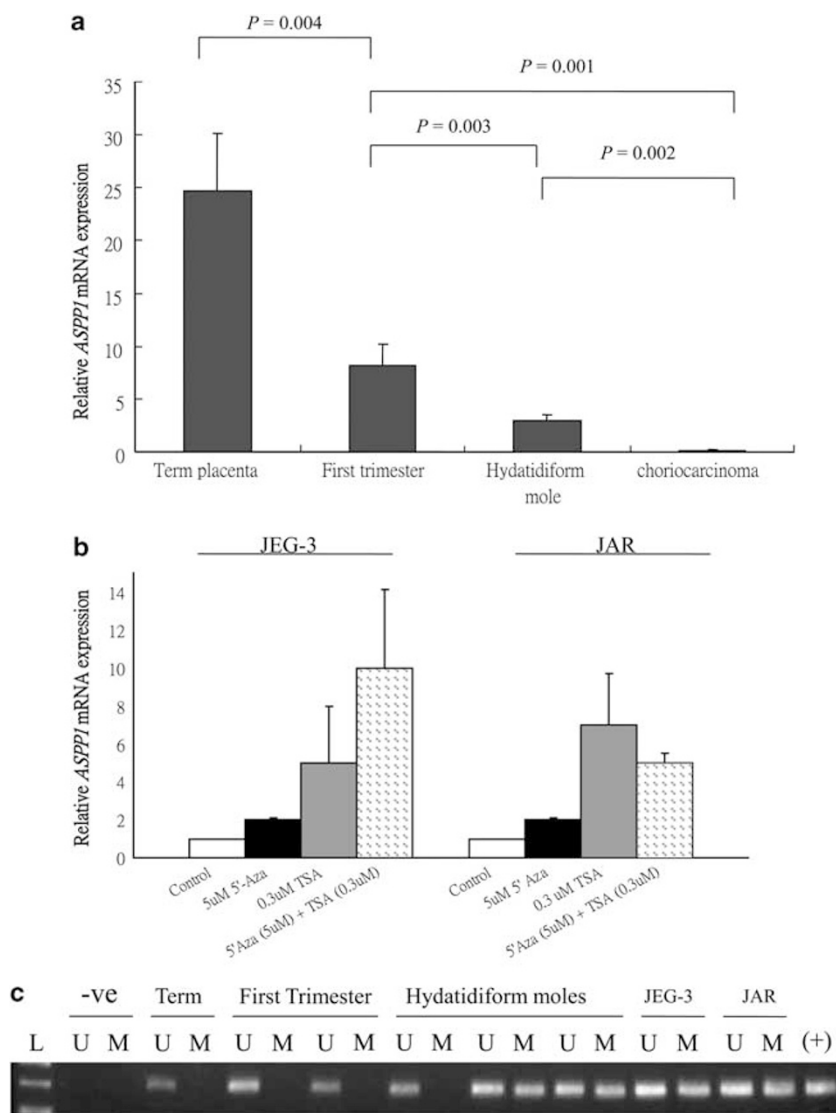 a
P = 0.004
P = 0.001
P = 0.003
P = 0.002
Relative ASPP1 mRNA expression
35
30
25
20
15
10
5
0
Term placenta
First trimester
Hydatidiform
mole
choriocarcinoma
b
JEG-3
JAR
Relative ASPP1 mRNA expression
14
12
10
8
6
4
2
0
Control
5uM 5'-Aza
0.3uM TSA
5'Aza (5uM) + TSA (0.3uM)
Control
5uM 5' Aza
0.3 uM TSA
5'Aza (5uM) + TSA (0.3uM)
c
-ve Term First Trimester Hydatidiform moles JEG-3 JAR
L U M U M U M U M U M U M U M U M U M (+)